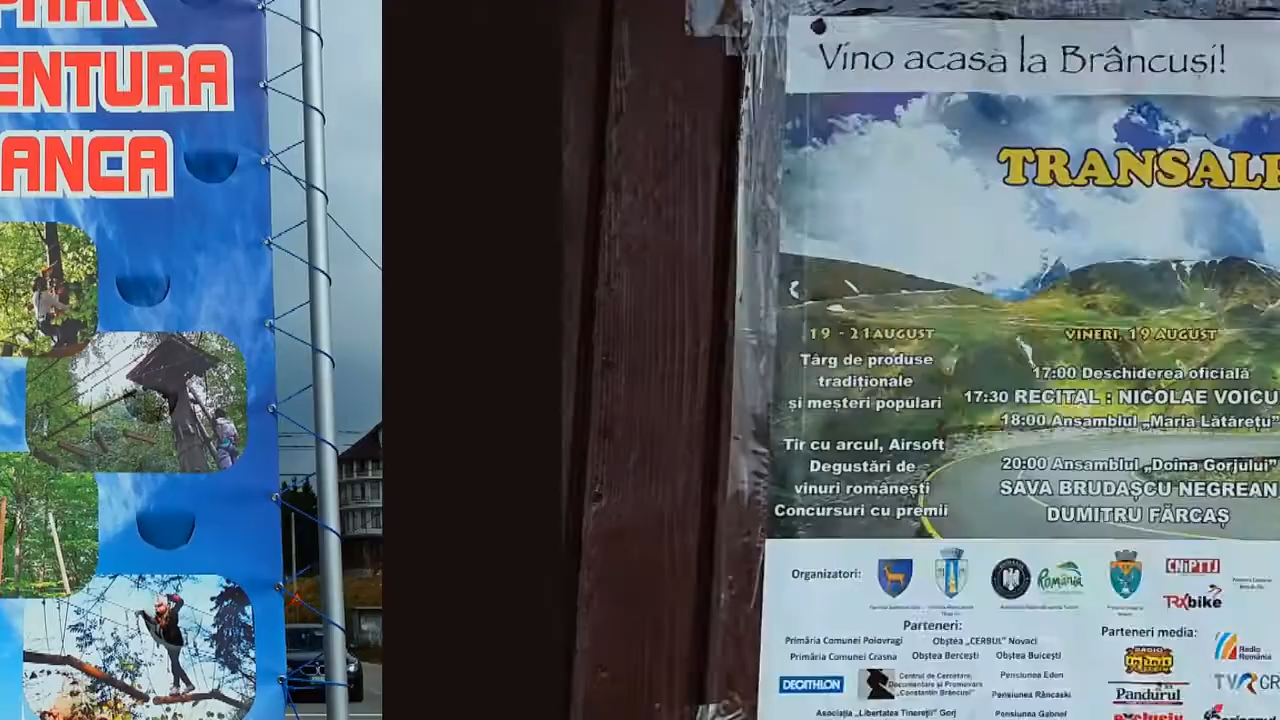 PARK
ENTURA
ANCA
Vino acasă la Brâncuși!
TRANSALP
19 - 21 AUGUST
Târg de produse
tradiționale
și meșteri populari
Tir cu arcul, Airsoft
Degustări de
vinuri românești
Concursuri cu premii
VINERI, 19 AUGUST
17:00 Deschiderea oficială
17:30 RECITAL : NICOLAE VOICU
18:00 Ansamblul „Maria Lătărețu”
20:00 Ansamblul „Doina Gorjului”
SAVA BRUDAȘCU NEGREAN
DUMITRU FĂRCAȘ
Organizatori:
România
CNIPTTJ
TRXbike
Parteneri:
Primăria Comunei Polovragi
Obștea „CERBUL” Novaci
Primăria Comunei Crasna
Obștea Bercești
Obștea Buicești
DECATHLON
Centrul de Cercetare,
Documentare și Promovare
„Constantin Brâncuși”
Pensiunea Eden
Pensiunea Râncaski
Asociația „Libertatea Tinereții” Gorj
Pensiunea Gabriel
Parteneri media:
RADIO
Radio
România
Pandurul
TVR CR
exclusiv